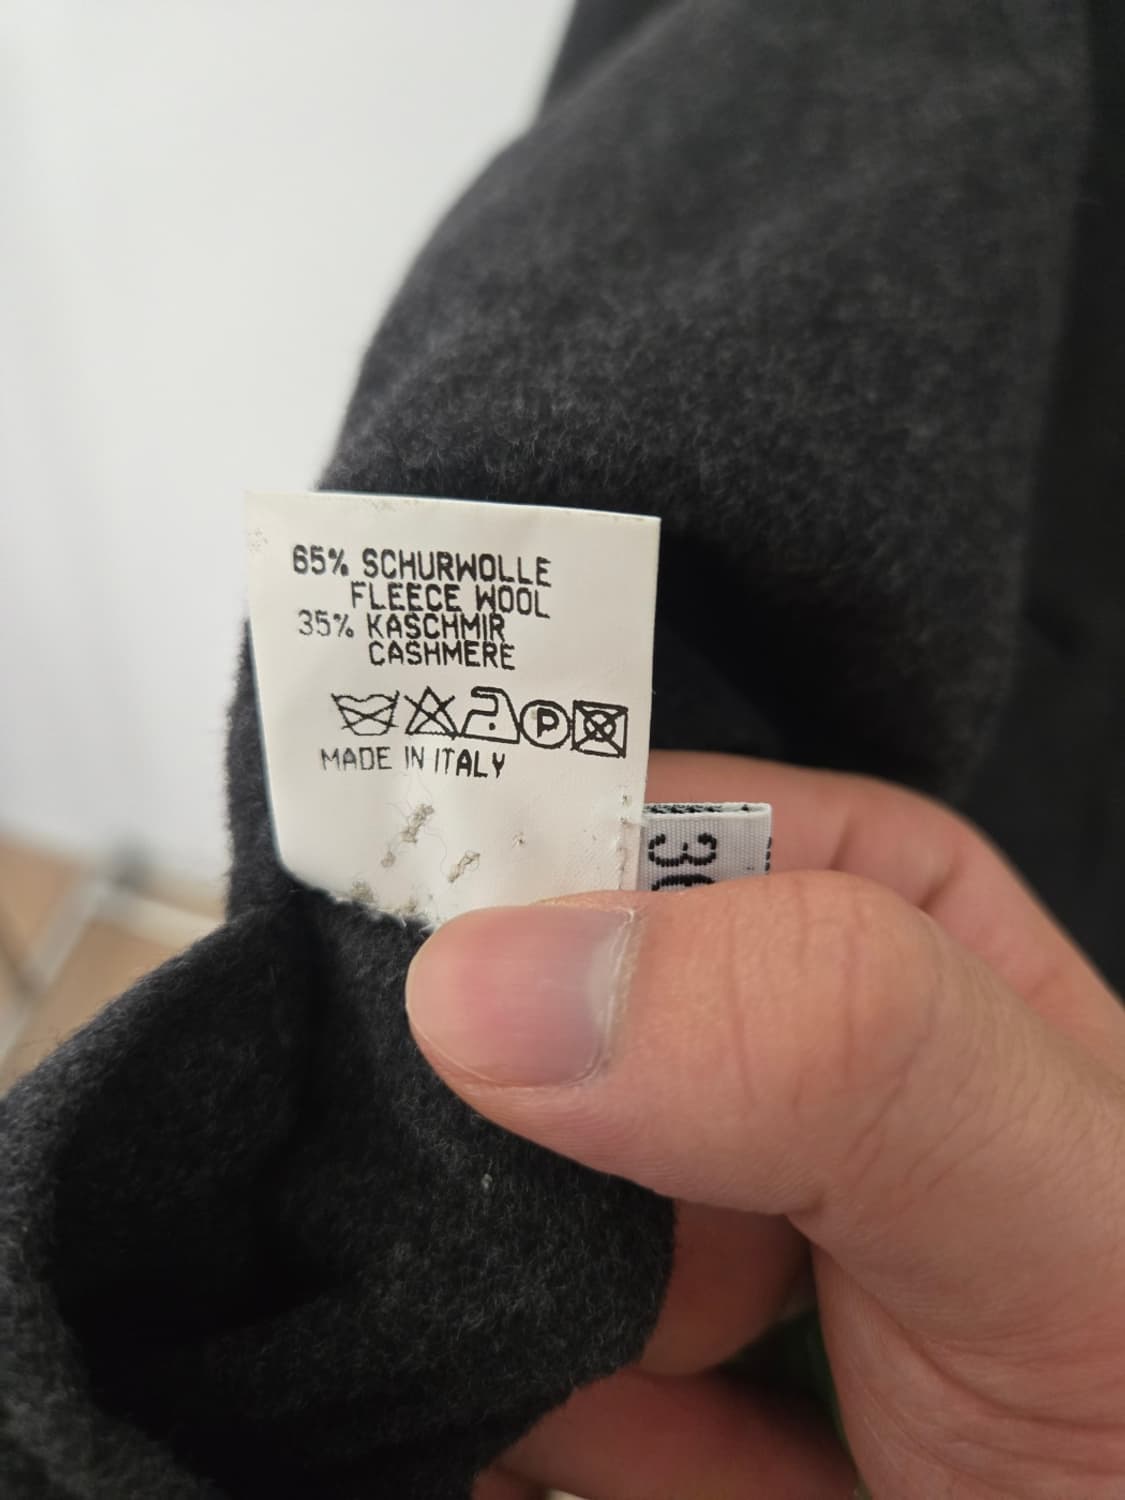 65% SCHURWOLLE
FLEECE WOOL
35% KASCHMIR
CASHMERE
P
MADE IN ITALY